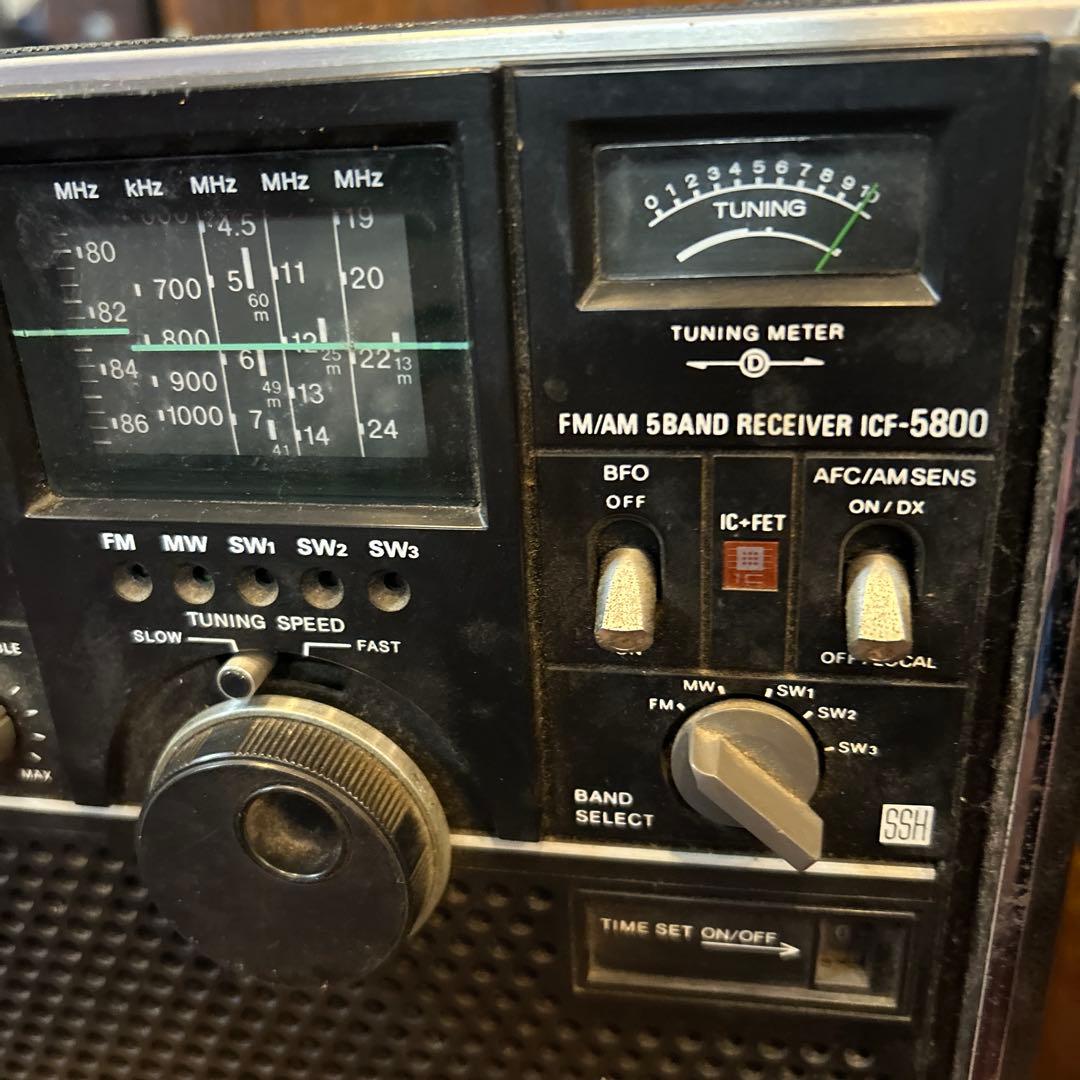 MHz kHz MHz MHz MHz
80 4.5 19
700 5 11 20
60
m
82
800 12
25
m
84 900 6 22
13
m
49
m
13
86 1000 7 14 24
41
FM MW SW1 SW2 SW3
TUNING SPEED
SLOW FAST
MAX
0 1 2 3 4 5 6 7 8 9 10
TUNING
TUNING METER
D
FM/AM 5BAND RECEIVER ICF-5800
BFO
OFF
IC+FET
IC
AFC/AM SENS
ON/DX
OFF/LOCAL
FM MW SW1 SW2 SW3
BAND
SELECT
SSH
TIME SET ON/OFF